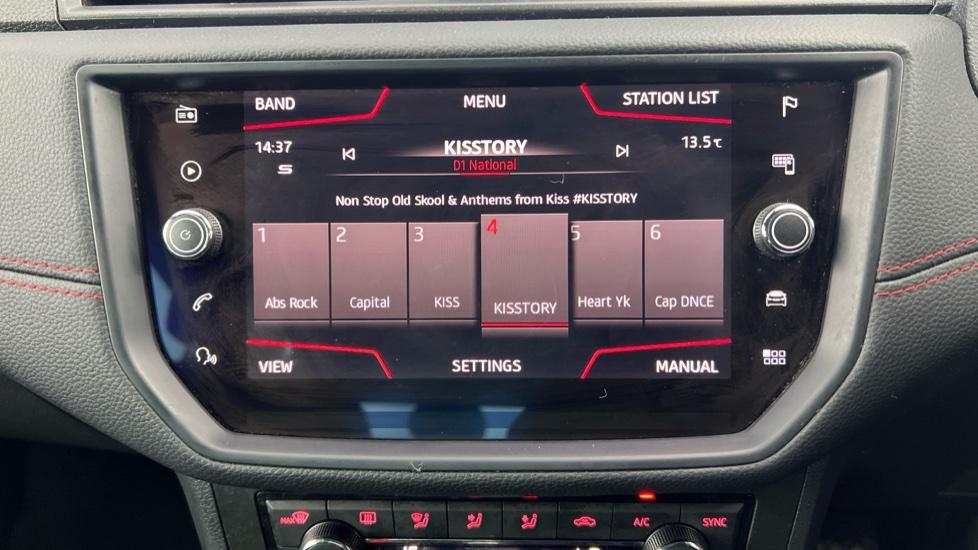 BAND MENU STATION LIST
14:37 KISSTORY 13.5℃
D1 National
Non Stop Old Skool & Anthems from Kiss #KISSTORY
1 2 3 4 5 6
Abs Rock Capital KISS KISSTORY Heart Yk Cap DNCE
VIEW SETTINGS MANUAL
MAX A/C SYNC